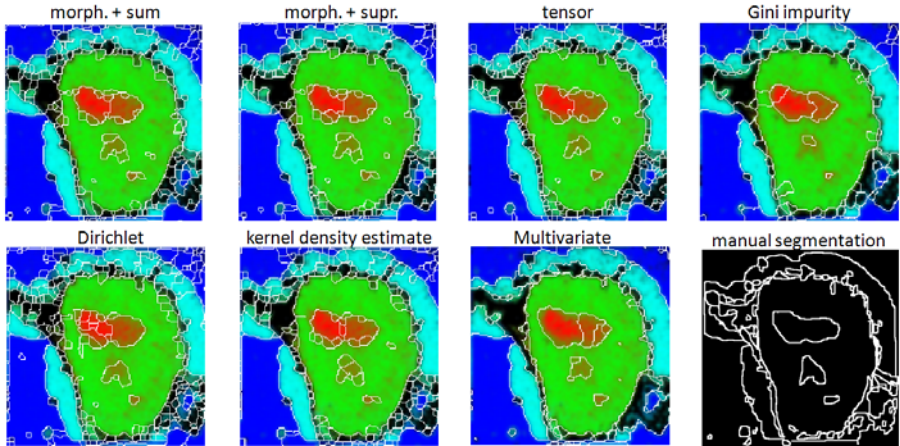 morph. + sum
morph. + supr.
tensor
Gini impurity
Dirichlet
kernel density estimate
Multivariate
manual segmentation